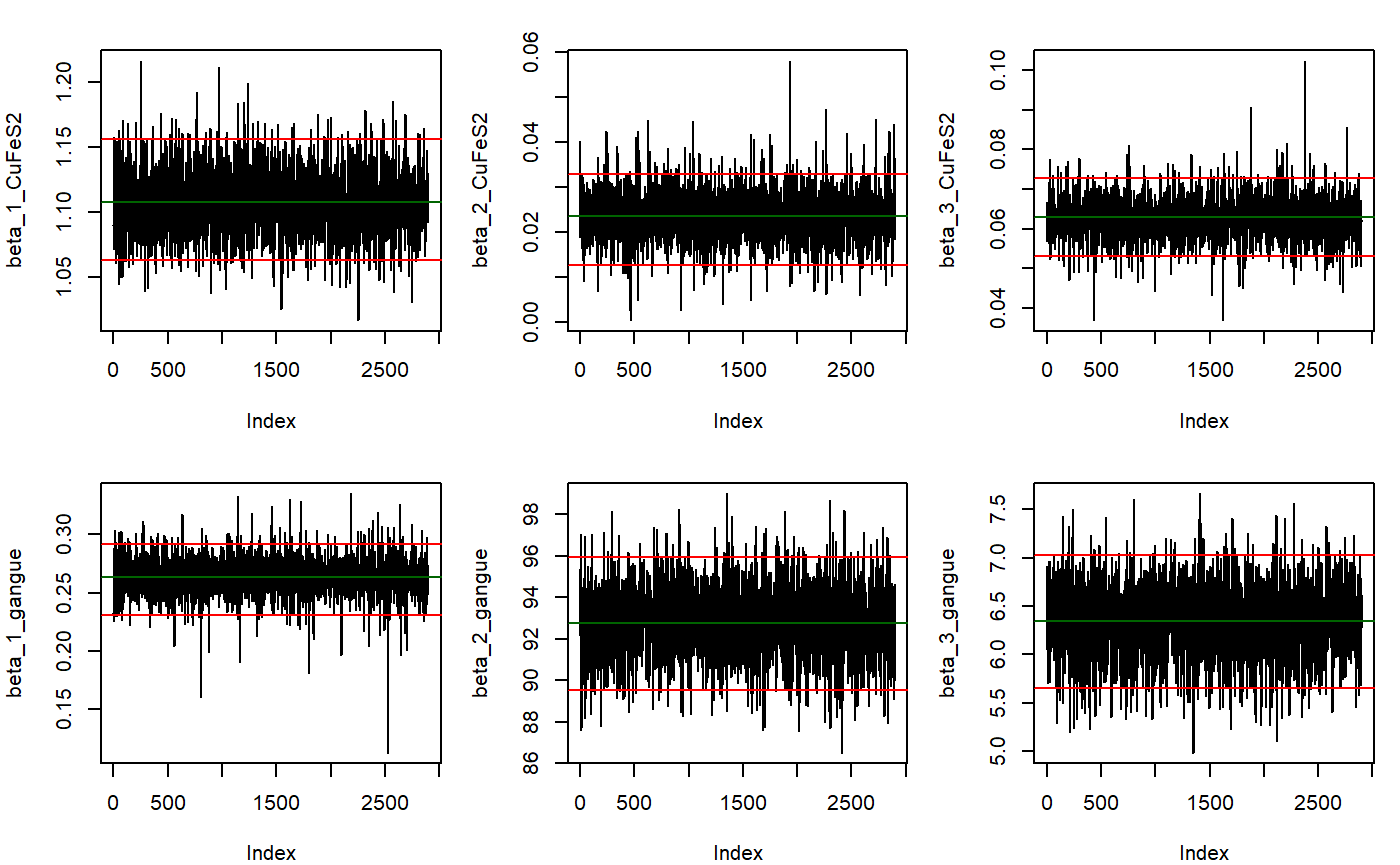 beta_1_CuFeS2
1.05 1.10 1.15 1.20
0 500 1500 2500
Index
beta_2_CuFeS2
0.00 0.02 0.04 0.06
0 500 1500 2500
Index
beta_3_CuFeS2
0.04 0.06 0.08 0.10
0 500 1500 2500
Index
beta_1_gangue
0.15 0.20 0.25 0.30
0 500 1500 2500
Index
beta_2_gangue
86 88 90 92 94 96 98
0 500 1500 2500
Index
beta_3_gangue
5.0 5.5 6.0 6.5 7.0 7.5
0 500 1500 2500
Index